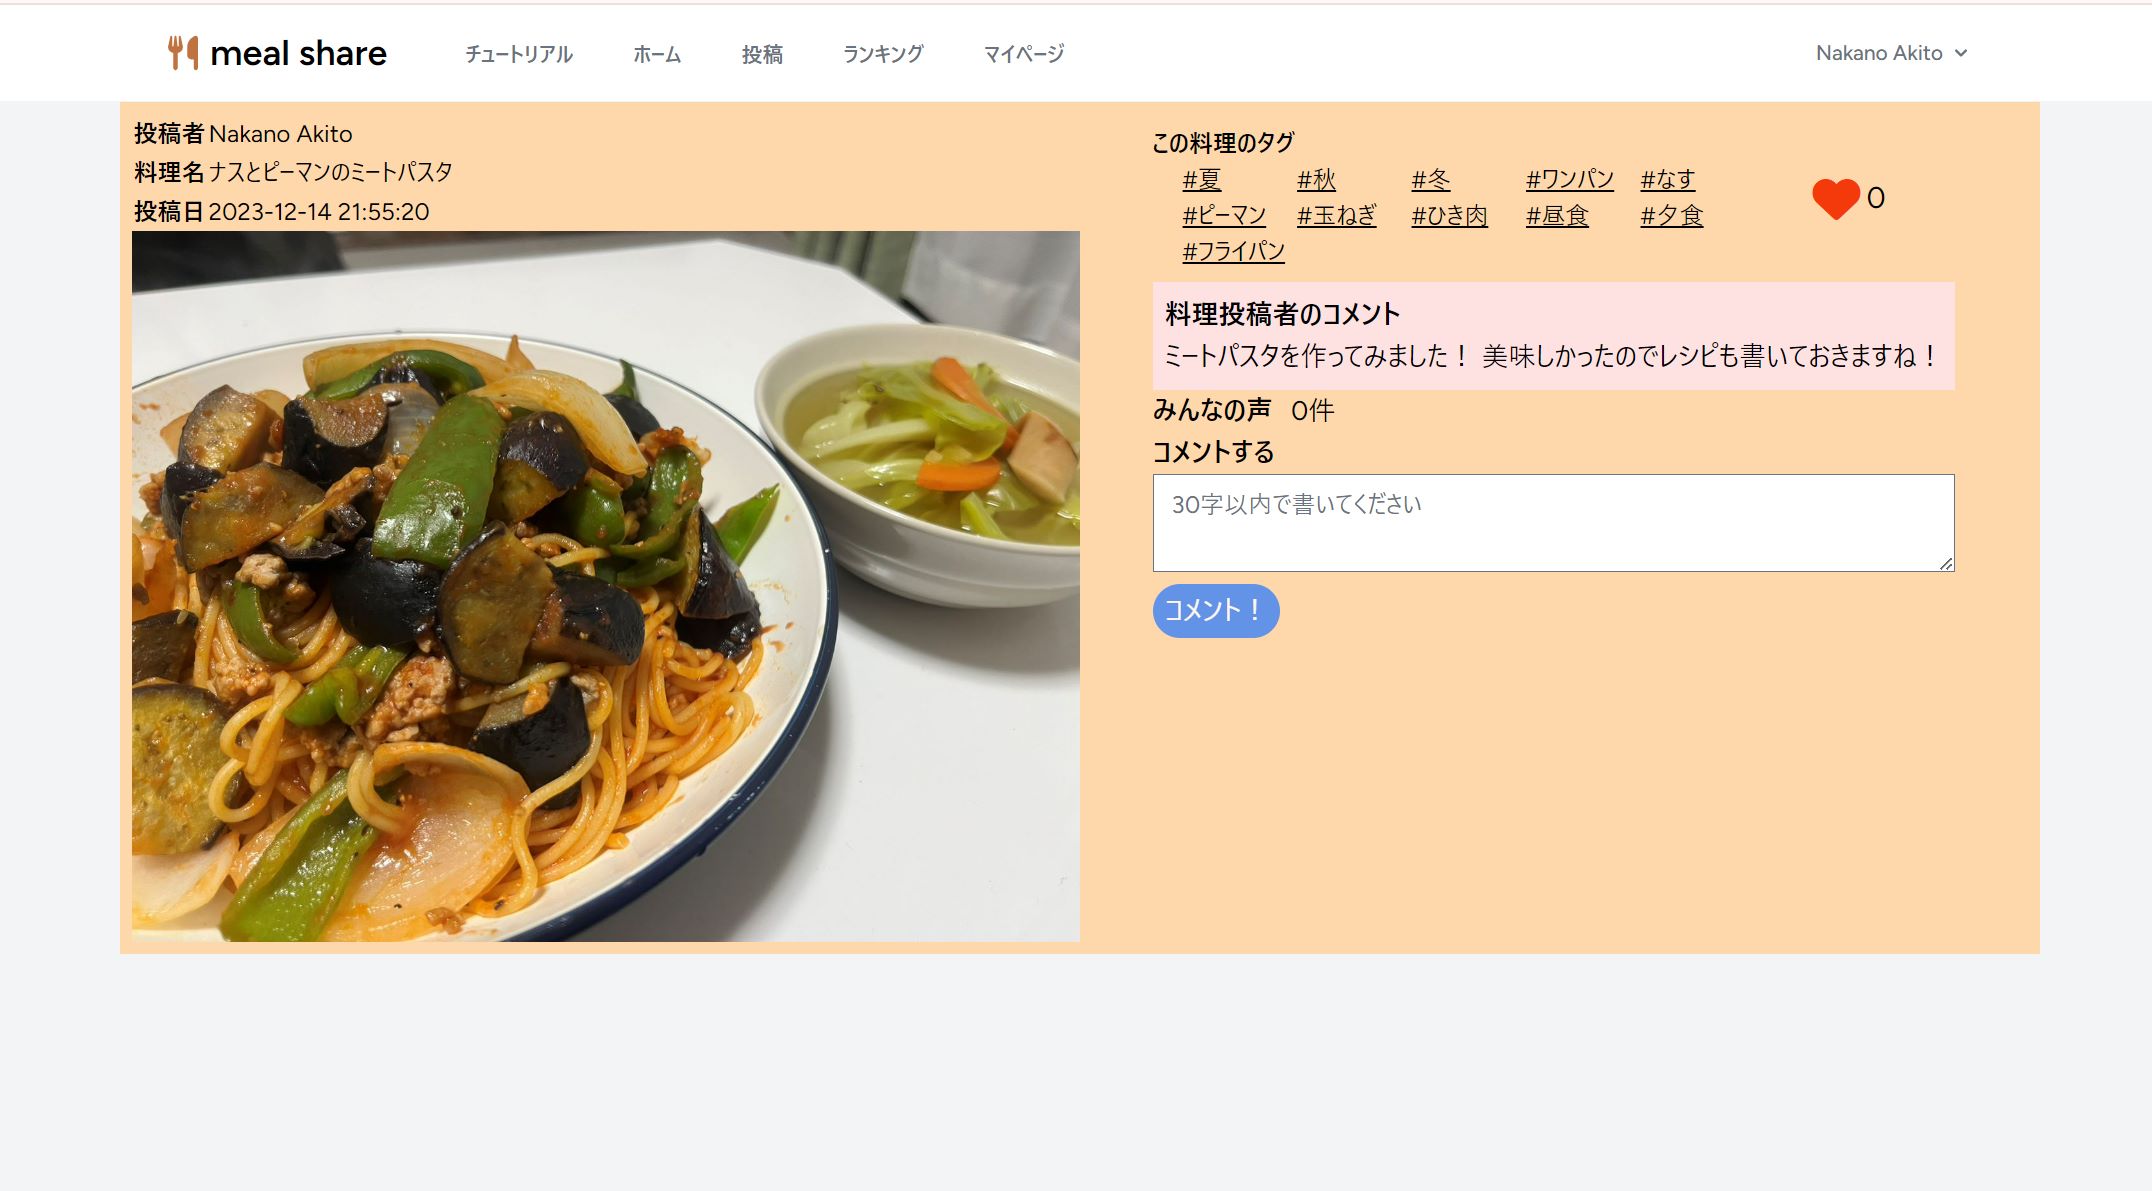 meal share
チュートリアル
ホーム
投稿
ランキング
マイページ
Nakano Akito
投稿者 Nakano Akito
料理名 ナスとピーマンのミートパスタ
投稿日 2023-12-14 21:55:20
この料理のタグ
#夏 #秋 #冬 #ワンパン #なす
#ピーマン #玉ねぎ #ひき肉 #昼食 #夕食
#フライパン
0
料理投稿者のコメント
ミートパスタを作ってみました！ 美味しかったのでレシピも書いておきますね！
みんなの声 0件
コメントする
30字以内で書いてください
コメント！